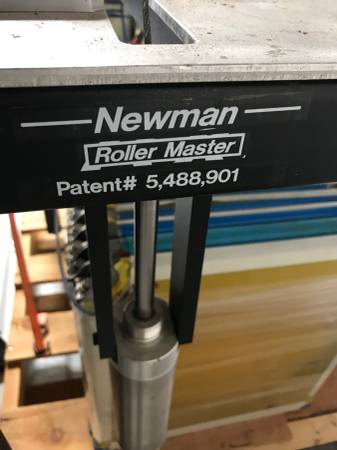 Newman
Roller Master
Patent# 5,488,901